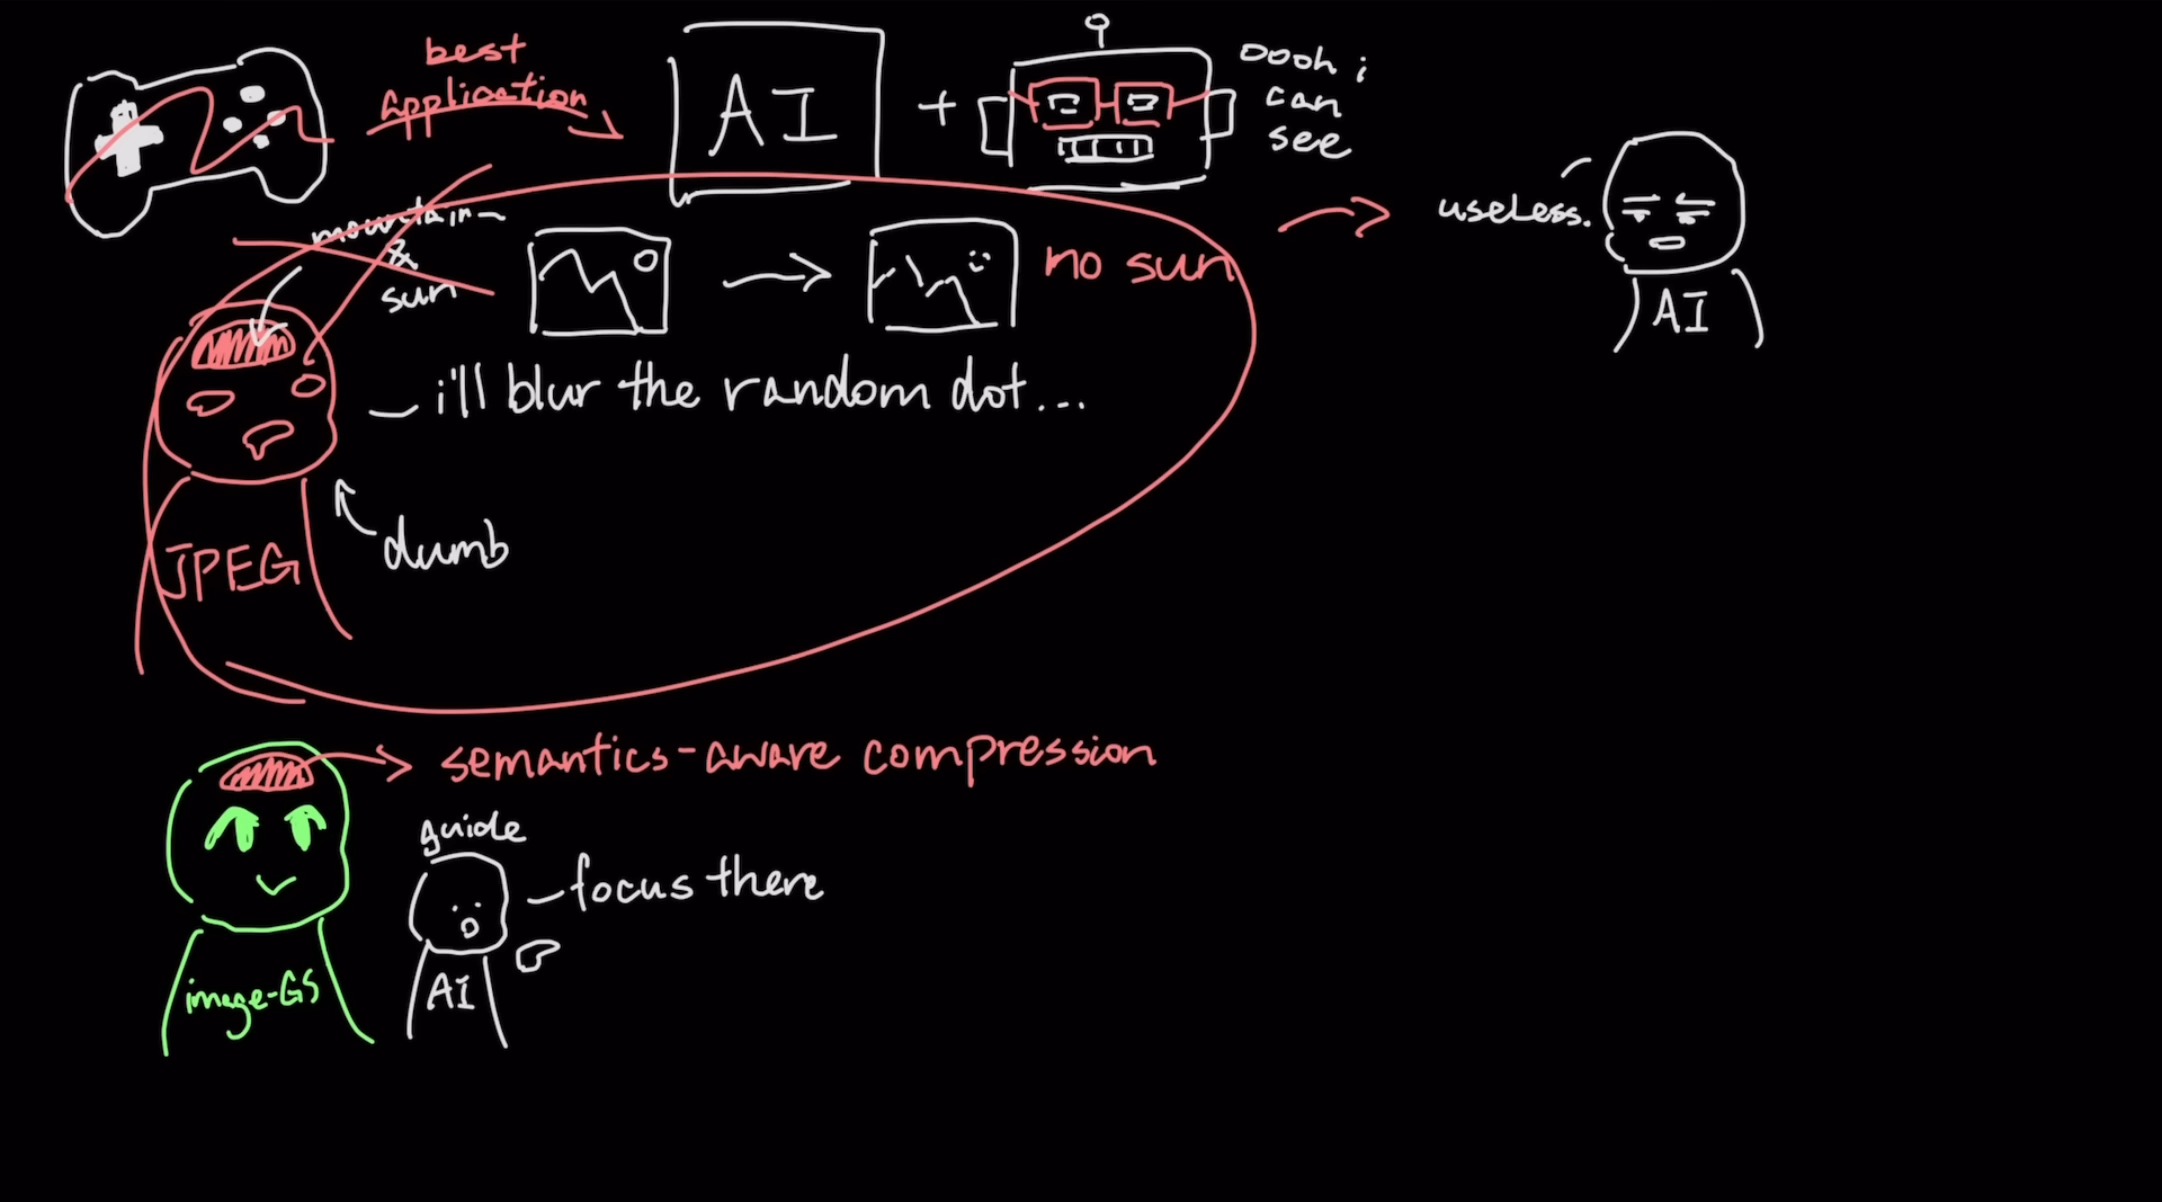 best
application
AI
+
oooh i
can
see
mountain
&
sun
no sun
useless.
AI
i'll blur the random dot...
dumb
JPEG
semantics-aware compression
guide
focus there
image-GS
AI